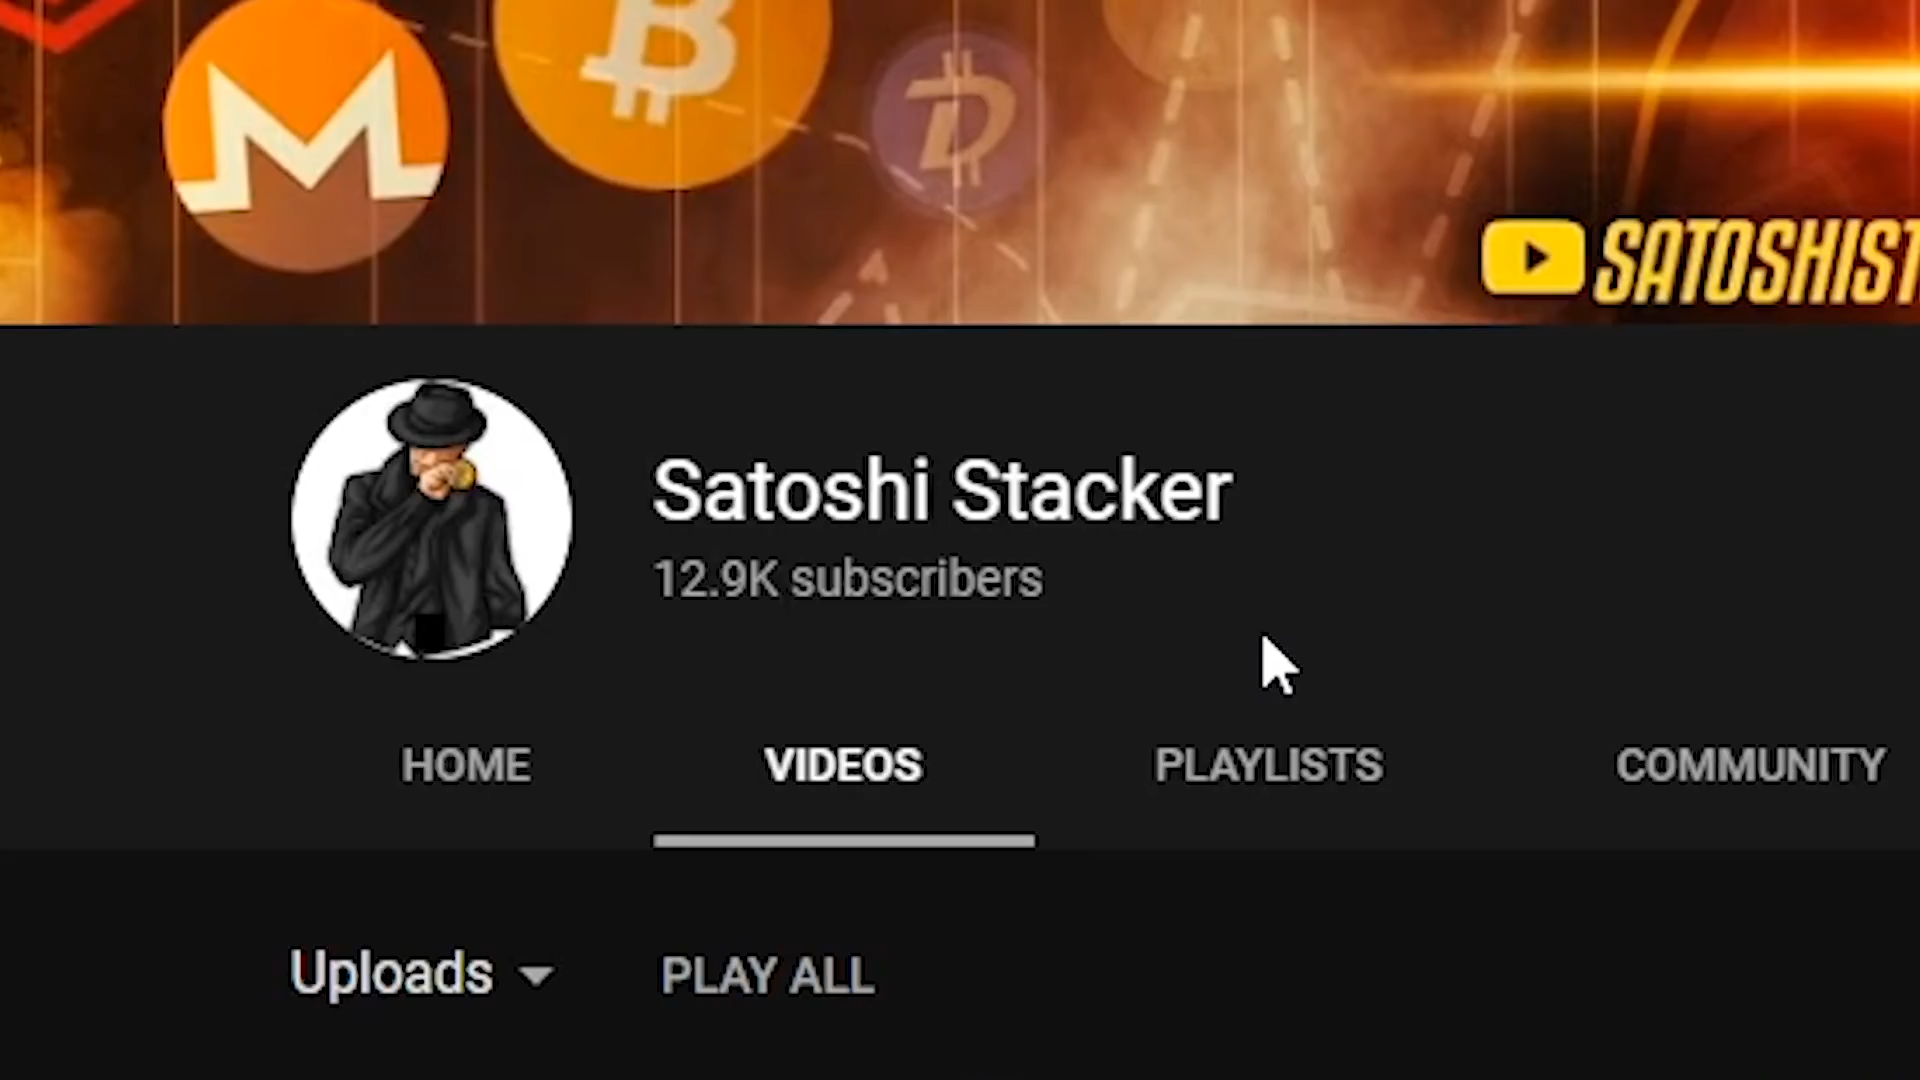 SATOSHIST
Satoshi Stacker
12.9K subscribers
HOME VIDEOS PLAYLISTS COMMUNITY
Uploads PLAY ALL